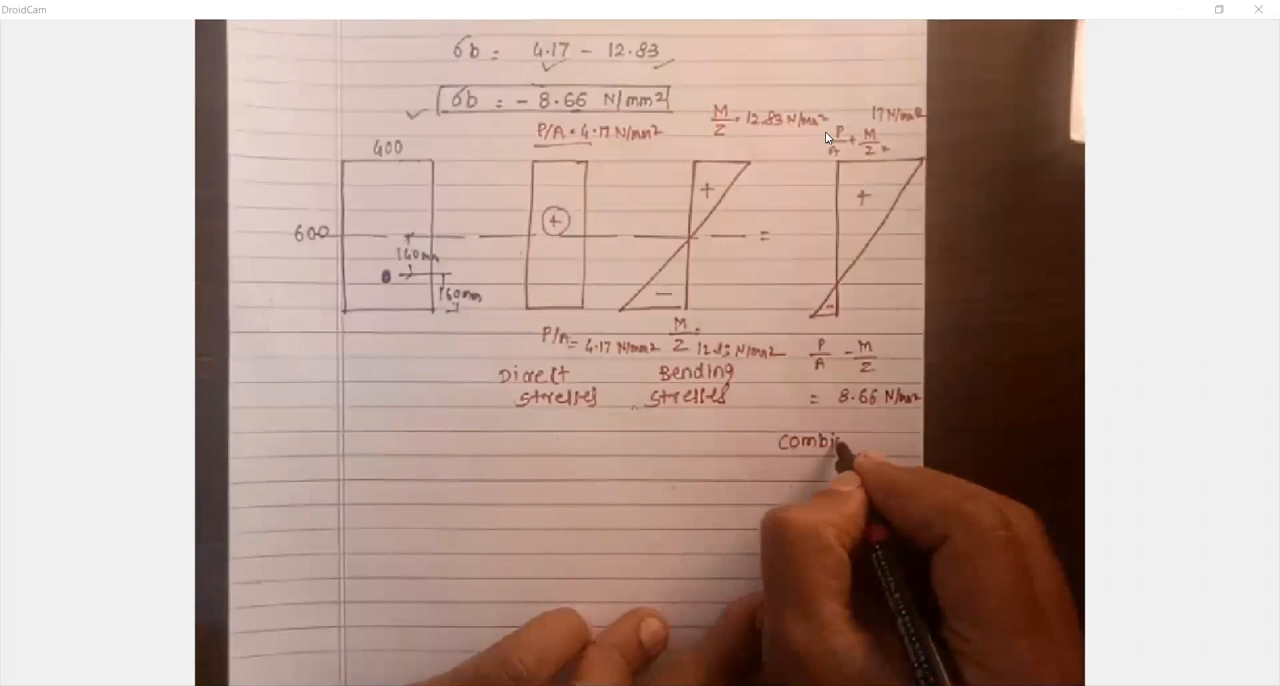 DroidCam
σb = 4.17 - 12.83
σb = - 8.66 N/mm2
P/A = 4.17 N/mm2
M/Z = 12.83 N/mm2
17 N/mm2
P/A + M/Z =
400
+
+
+
600
=
160mm
160mm
-
-
P/A = 4.17 N/mm2
M/Z = 12.83 N/mm2
P/A - M/Z
= 8.66 N/mm2
Direct
stresses
Bending
stresses
Combi